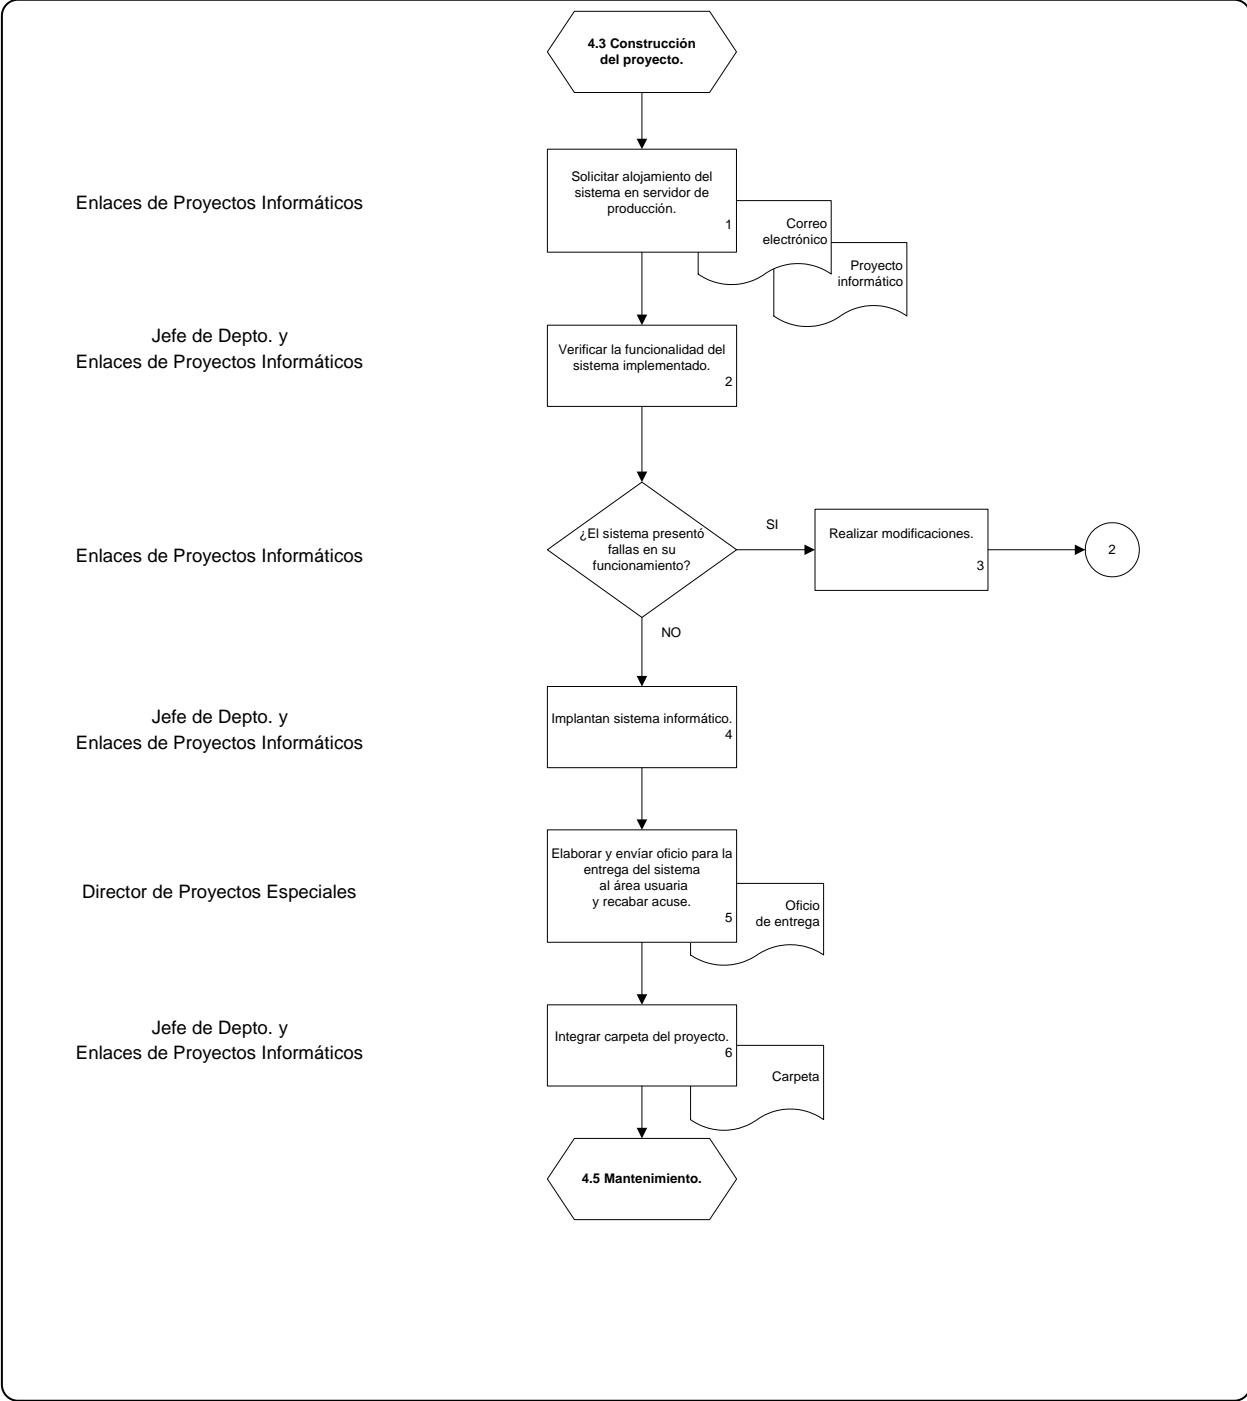 4.3 Construcción
del proyecto.
Enlaces de Proyectos Informáticos
Solicitar alojamiento del
sistema en servidor de
producción.
1
Correo
electrónico
Proyecto
informático
Jefe de Depto. y
Enlaces de Proyectos Informáticos
Verificar la funcionalidad del
sistema implementado.
2
Enlaces de Proyectos Informáticos
¿El sistema presentó
fallas en su
funcionamiento?
SI
Realizar modificaciones.
3
2
NO
Jefe de Depto. y
Enlaces de Proyectos Informáticos
Implantan sistema informático.
4
Director de Proyectos Especiales
Elaborar y envíar oficio para la
entrega del sistema
al área usuaria
y recabar acuse.
5
Oficio
de entrega
Jefe de Depto. y
Enlaces de Proyectos Informáticos
Integrar carpeta del proyecto.
6
Carpeta
4.5 Mantenimiento.